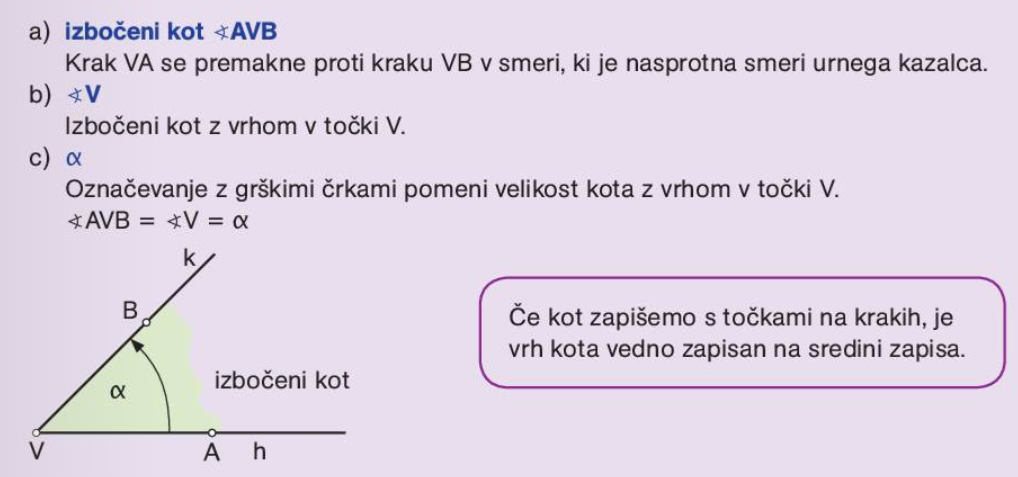 a) izbočeni kot ∢AVB
Krak VA se premakne proti kraku VB v smeri, ki je nasprotna smeri urnega kazalca.
b) ∢V
Izbočeni kot z vrhom v točki V.
c) α
Označevanje z grškimi črkami pomeni velikost kota z vrhom v točki V.
∢AVB = ∢V = α
k
B
α
izbočeni kot
V
A
h
Če kot zapišemo s točkami na krakih, je
vrh kota vedno zapisan na sredini zapisa.